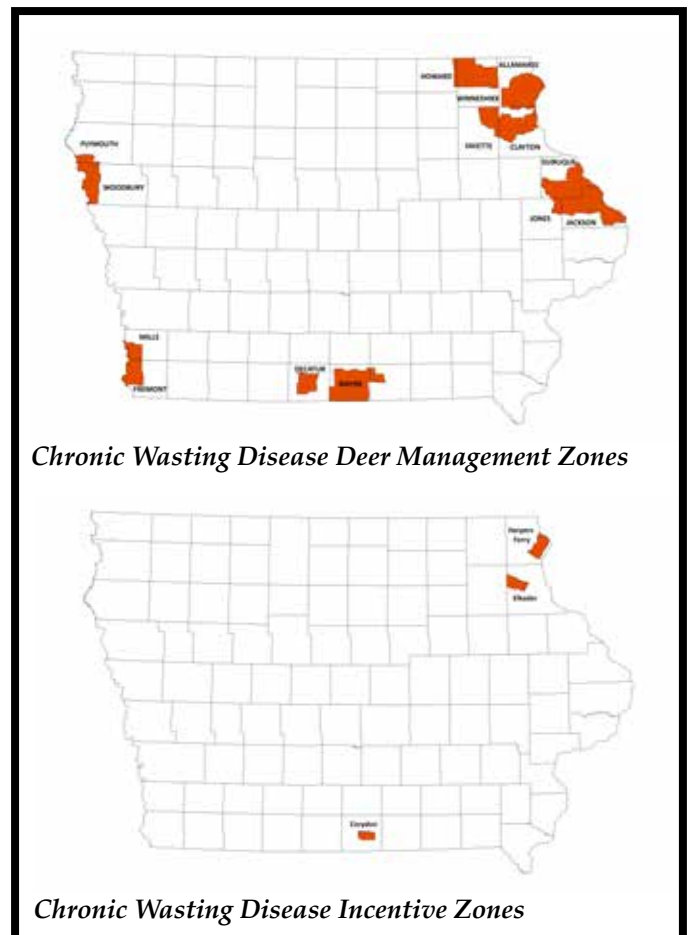 ALLAMAKEE
HOWARD
WINNESHIEK
PLYMOUTH
FAYETTE
CLAYTON
DUBUQUE
WOODBURY
JONES
JACKSON
MILLS
DECATUR
WAYNE
FREMONT
Chronic Wasting Disease Deer Management Zones
Harpers
Ferry
Elkader
Corydon
Chronic Wasting Disease Incentive Zones